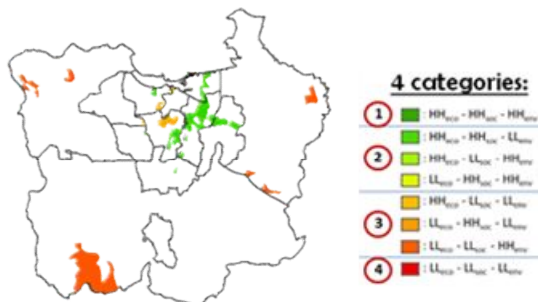 4 categories:
1 : HHeco - HHsoc - HHenv
: HHeco - HHsoc - LLenv
2 : HHeco - LLsoc - HHenv
: LLeco - HHsoc - HHenv
: HHeco - LLsoc - LLenv
3 : LLeco - HHsoc - LLenv
: LLeco - LLsoc - HHenv
4 : LLeco - LLsoc - LLenv